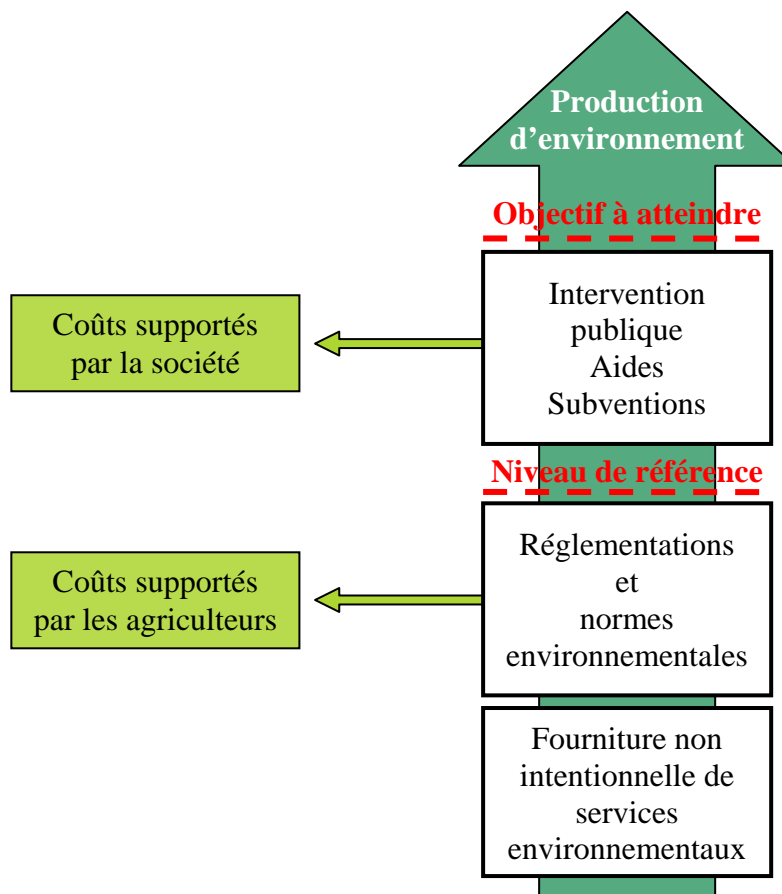 Production
d'environnement
Objectif à atteindre
Intervention
publique
Aides
Subventions
Coûts supportés
par la société
Niveau de référence
Réglementations
et
normes
environnementales
Coûts supportés
par les agriculteurs
Fourniture non
intentionnelle de
services
environnementaux